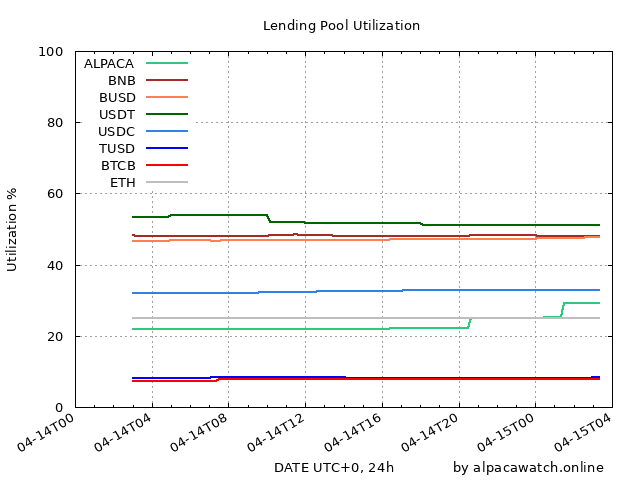 Lending Pool Utilization
Utilization %
100
80
60
40
20
0
ALPACA
BNB
BUSD
USDT
USDC
TUSD
BTCB
ETH
04-14T00 04-14T04 04-14T08 04-14T12 04-14T16 04-14T20 04-15T00 04-15T04
DATE UTC+0, 24h by alpacawatch.online